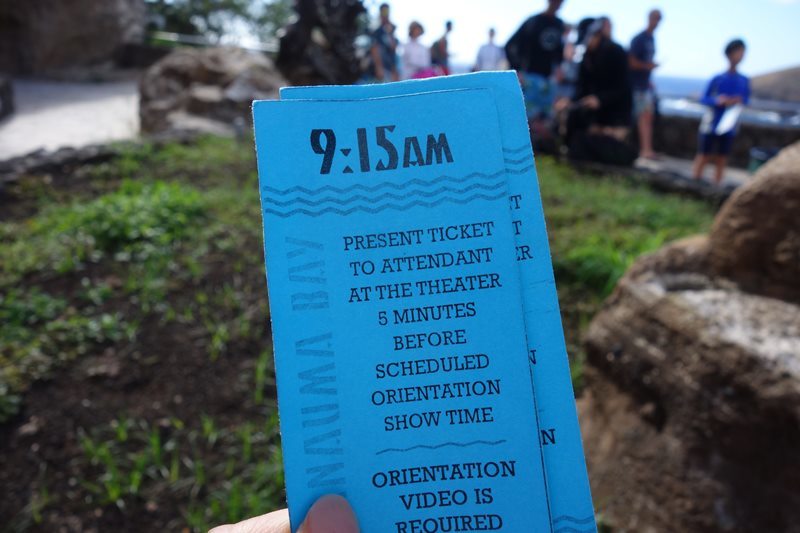 9:15AM
PRESENT TICKET
TO ATTENDANT
AT THE THEATER
5 MINUTES
BEFORE
SCHEDULED
ORIENTATION
SHOW TIME
ORIENTATION
VIDEO IS
REQUIRED
NAUMA BAY
T
T
ER
N
N